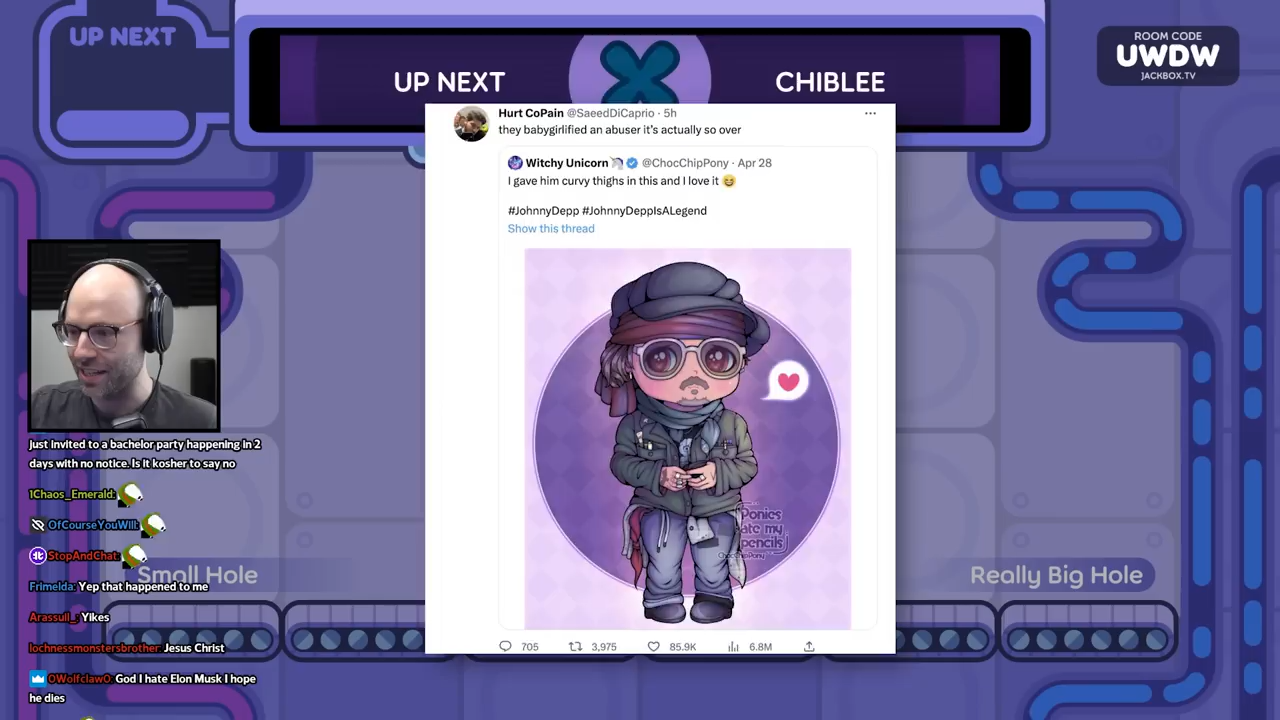 UP NEXT
UP NEXT
CHIBLEE
ROOM CODE
UWDW
JACKBOX.TV
Hurt CoPain @SaeedDiCaprio · 5h
they babygirlified an abuser it's actually so over
Witchy Unicorn @ChocChipPony · Apr 28
I gave him curvy thighs in this and I love it
#JohnnyDepp #JohnnyDeppIsALegend
Show this thread
Ponies
ate my
pencils
ChocChipPony
705 3,975 85.9K 6.8M
Just invited to a bachelor party happening in 2
days with no notice. Is it kosher to say no
1Chaos_Emerald:
OfCourseYouWill:
StopAndChat:
Frimelda: Yep that happened to me
Arassull_: Yikes
lochnessmonstersbrother: Jesus Christ
OWolfclawO: God I hate Elon Musk I hope
he dies
Small Hole
Really Big Hole